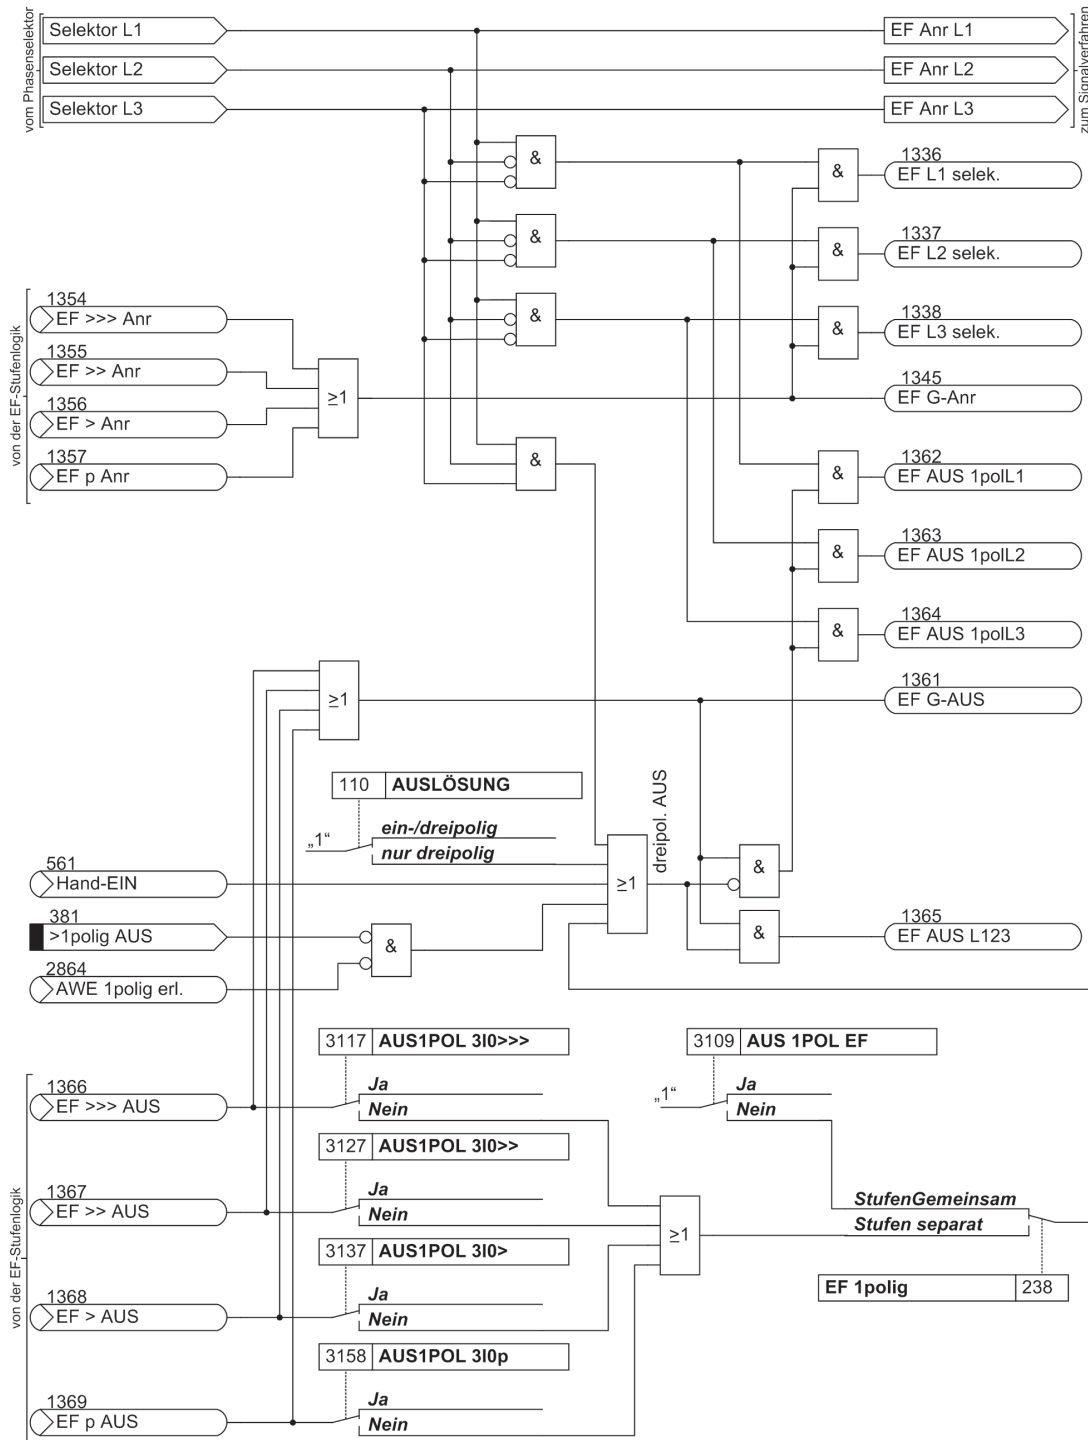 vom Phasenselektor
Selektor L1
Selektor L2
Selektor L3
EF Anr L1
EF Anr L2
EF Anr L3
zum Signalverfahren
&
&
1336
EF L1 selek.
&
&
1337
EF L2 selek.
&
&
1338
EF L3 selek.
von der EF-Stufenlogik
1354
EF >>> Anr
1355
EF >> Anr
1356
EF > Anr
1357
EF p Anr
≥1
1345
EF G-Anr
&
&
1362
EF AUS 1polL1
&
1363
EF AUS 1polL2
&
1364
EF AUS 1polL3
≥1
1361
EF G-AUS
110 AUSLÖSUNG
„1“
ein-/dreipolig
nur dreipolig
dreipol. AUS
561
Hand-EIN
381
>1polig AUS
2864
AWE 1polig erl.
&
≥1
&
&
1365
EF AUS L123
3117 AUS1POL 3I0>>>
Ja
Nein
3109 AUS 1POL EF
„1“
Ja
Nein
von der EF-Stufenlogik
1366
EF >>> AUS
3127 AUS1POL 3I0>>
Ja
Nein
1367
EF >> AUS
3137 AUS1POL 3I0>
Ja
Nein
1368
EF > AUS
3158 AUS1POL 3I0p
Ja
Nein
1369
EF p AUS
≥1
StufenGemeinsam
Stufen separat
EF 1polig 238